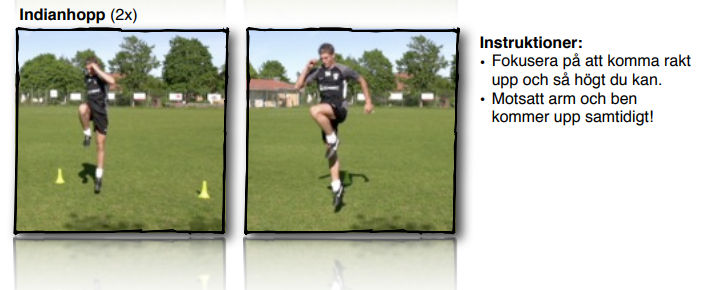 Indianhopp (2x)
Instruktioner:
• Fokusera på att komma rakt
upp och så högt du kan.
• Motsatt arm och ben
kommer upp samtidigt!